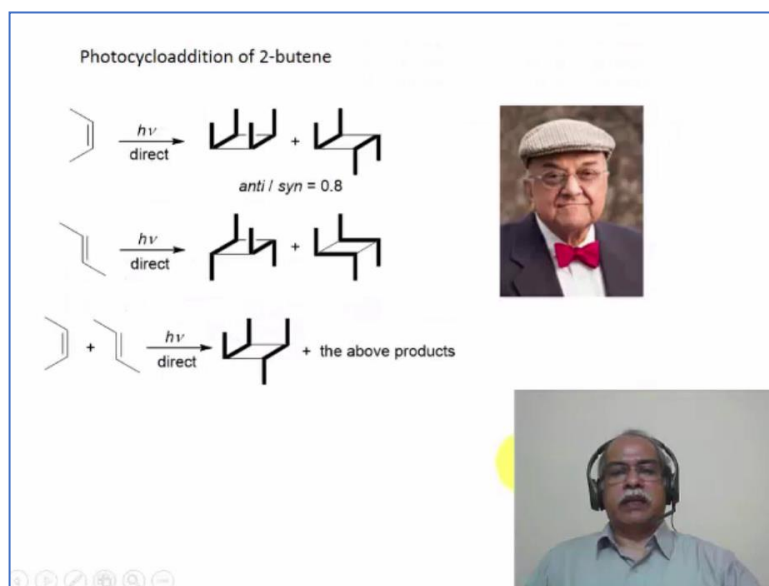 Photocycloaddition of 2-butene
hν
direct
+
anti / syn = 0.8
hν
direct
+
+
hν
direct
+ the above products